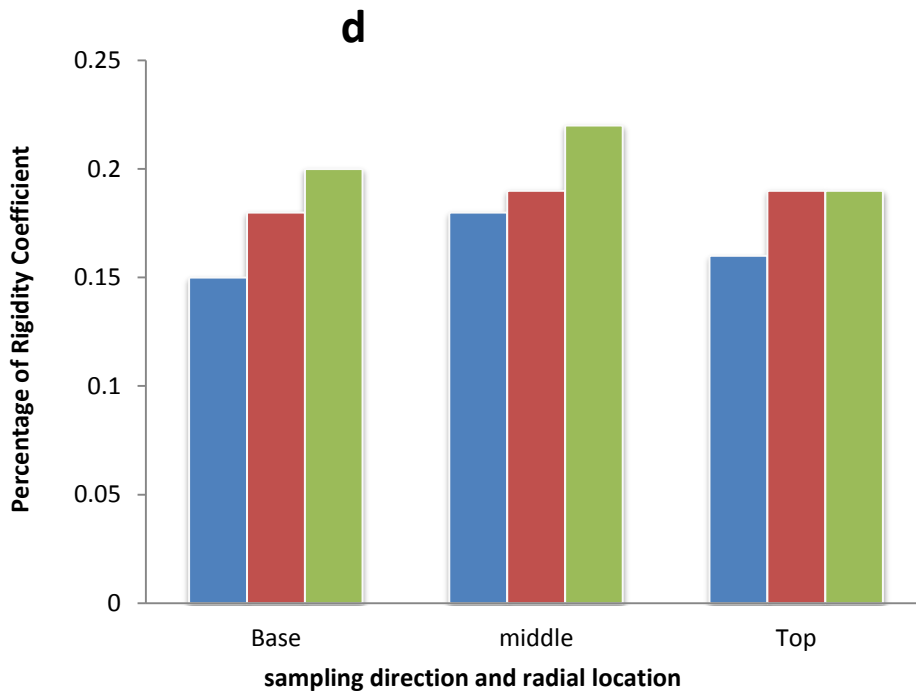 d
0.25
0.2
0.15
0.1
0.05
0
Percentage of Rigidity Coefficient
Base middle Top
sampling direction and radial location